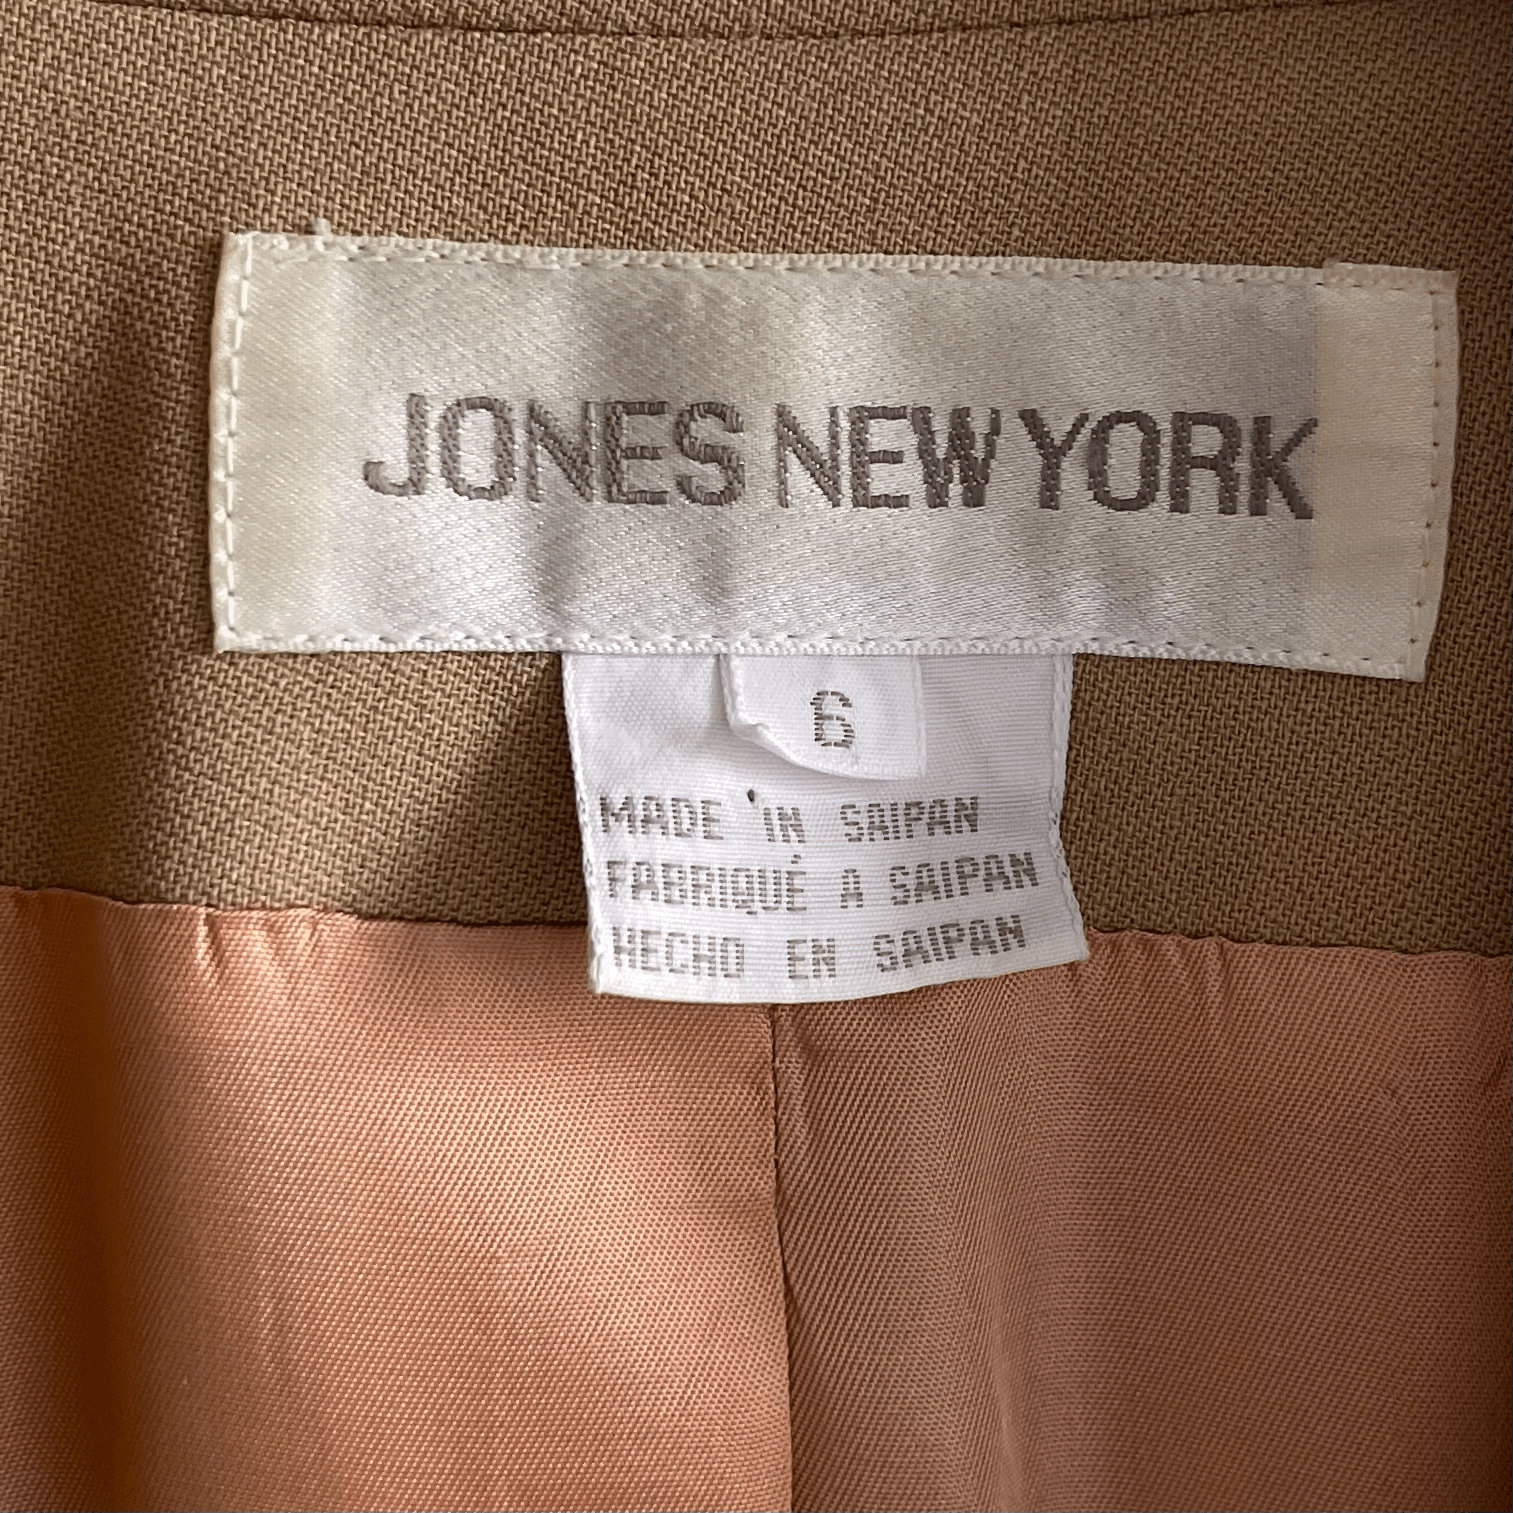 JONES NEW YORK
6
MADE IN SAIPAN
FABRIQUÉ A SAIPAN
HECHO EN SAIPAN